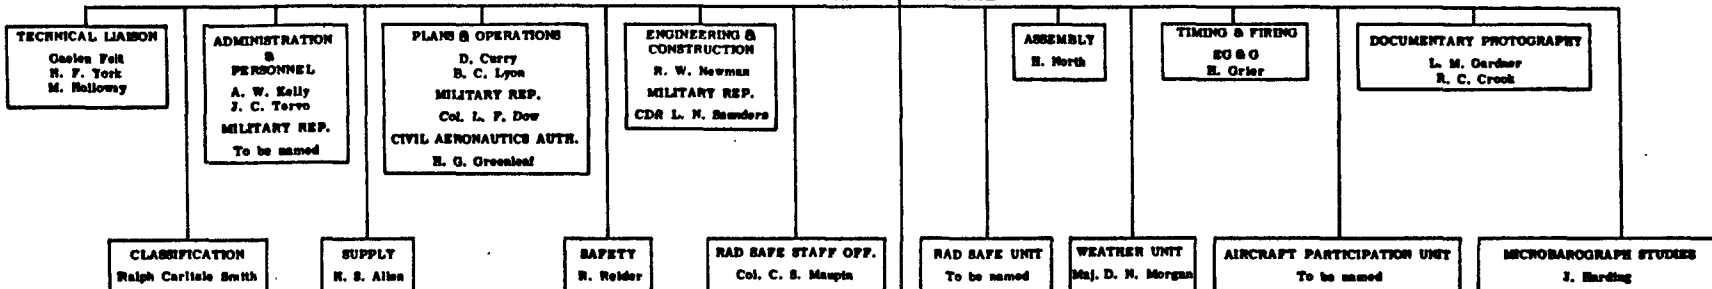 TECHNICAL LIAISON
Gaelen Felt
H. F. York
M. Holloway
ADMINISTRATION
&
PERSONNEL
A. W. Kelly
J. C. Tervo
MILITARY REP.
To be named
PLANS & OPERATIONS
D. Curry
B. C. Lyon
MILITARY REP.
Col. L. F. Dow
CIVIL AERONAUTICS AUTH.
H. G. Greenleaf
ENGINEERING &
CONSTRUCTION
R. W. Newman
MILITARY REP.
CDR L. N. Saunders
ASSEMBLY
H. North
TIMING & FIRING
EG & G
H. Grier
DOCUMENTARY PHOTOGRAPHY
L. M. Gardner
R. C. Crook
CLASSIFICATION
Ralph Carlisle Smith
SUPPLY
H. S. Allen
SAFETY
R. Reider
RAD SAFE STAFF OFF.
Col. C. S. Maupin
RAD SAFE UNIT
To be named
WEATHER UNIT
Maj. D. N. Morgan
AIRCRAFT PARTICIPATION UNIT
To be named
MICROBAROGRAPH STUDIES
J. Harding